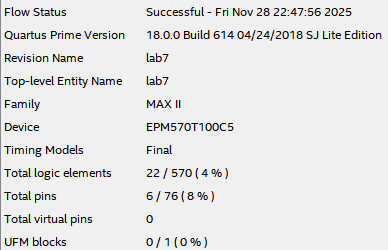 Flow Status Successful - Fri Nov 28 22:47:56 2025
Quartus Prime Version 18.0.0 Build 614 04/24/2018 SJ Lite Edition
Revision Name lab7
Top-level Entity Name lab7
Family MAX II
Device EPM570T100C5
Timing Models Final
Total logic elements 22 / 570 ( 4 % )
Total pins 6 / 76 ( 8 % )
Total virtual pins 0
UFM blocks 0 / 1 ( 0 % )